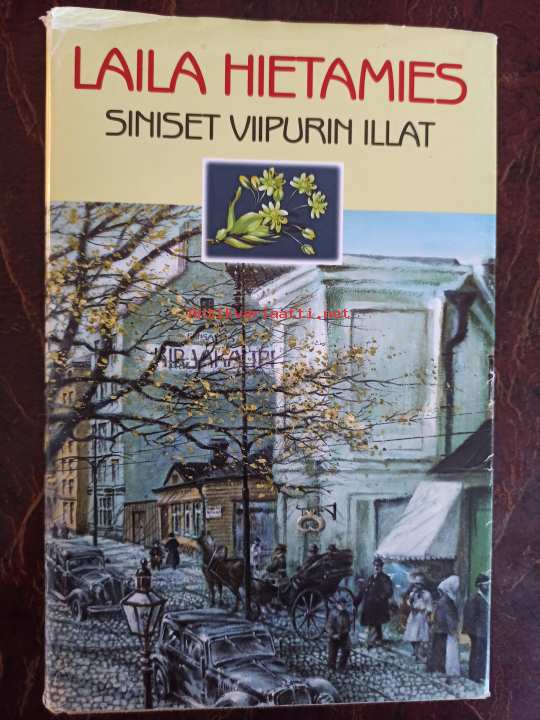 LAILA HIETAMIES
SINISET VIIPURIN ILLAT
antikvariaatti.net
KIRJAKAUPPA